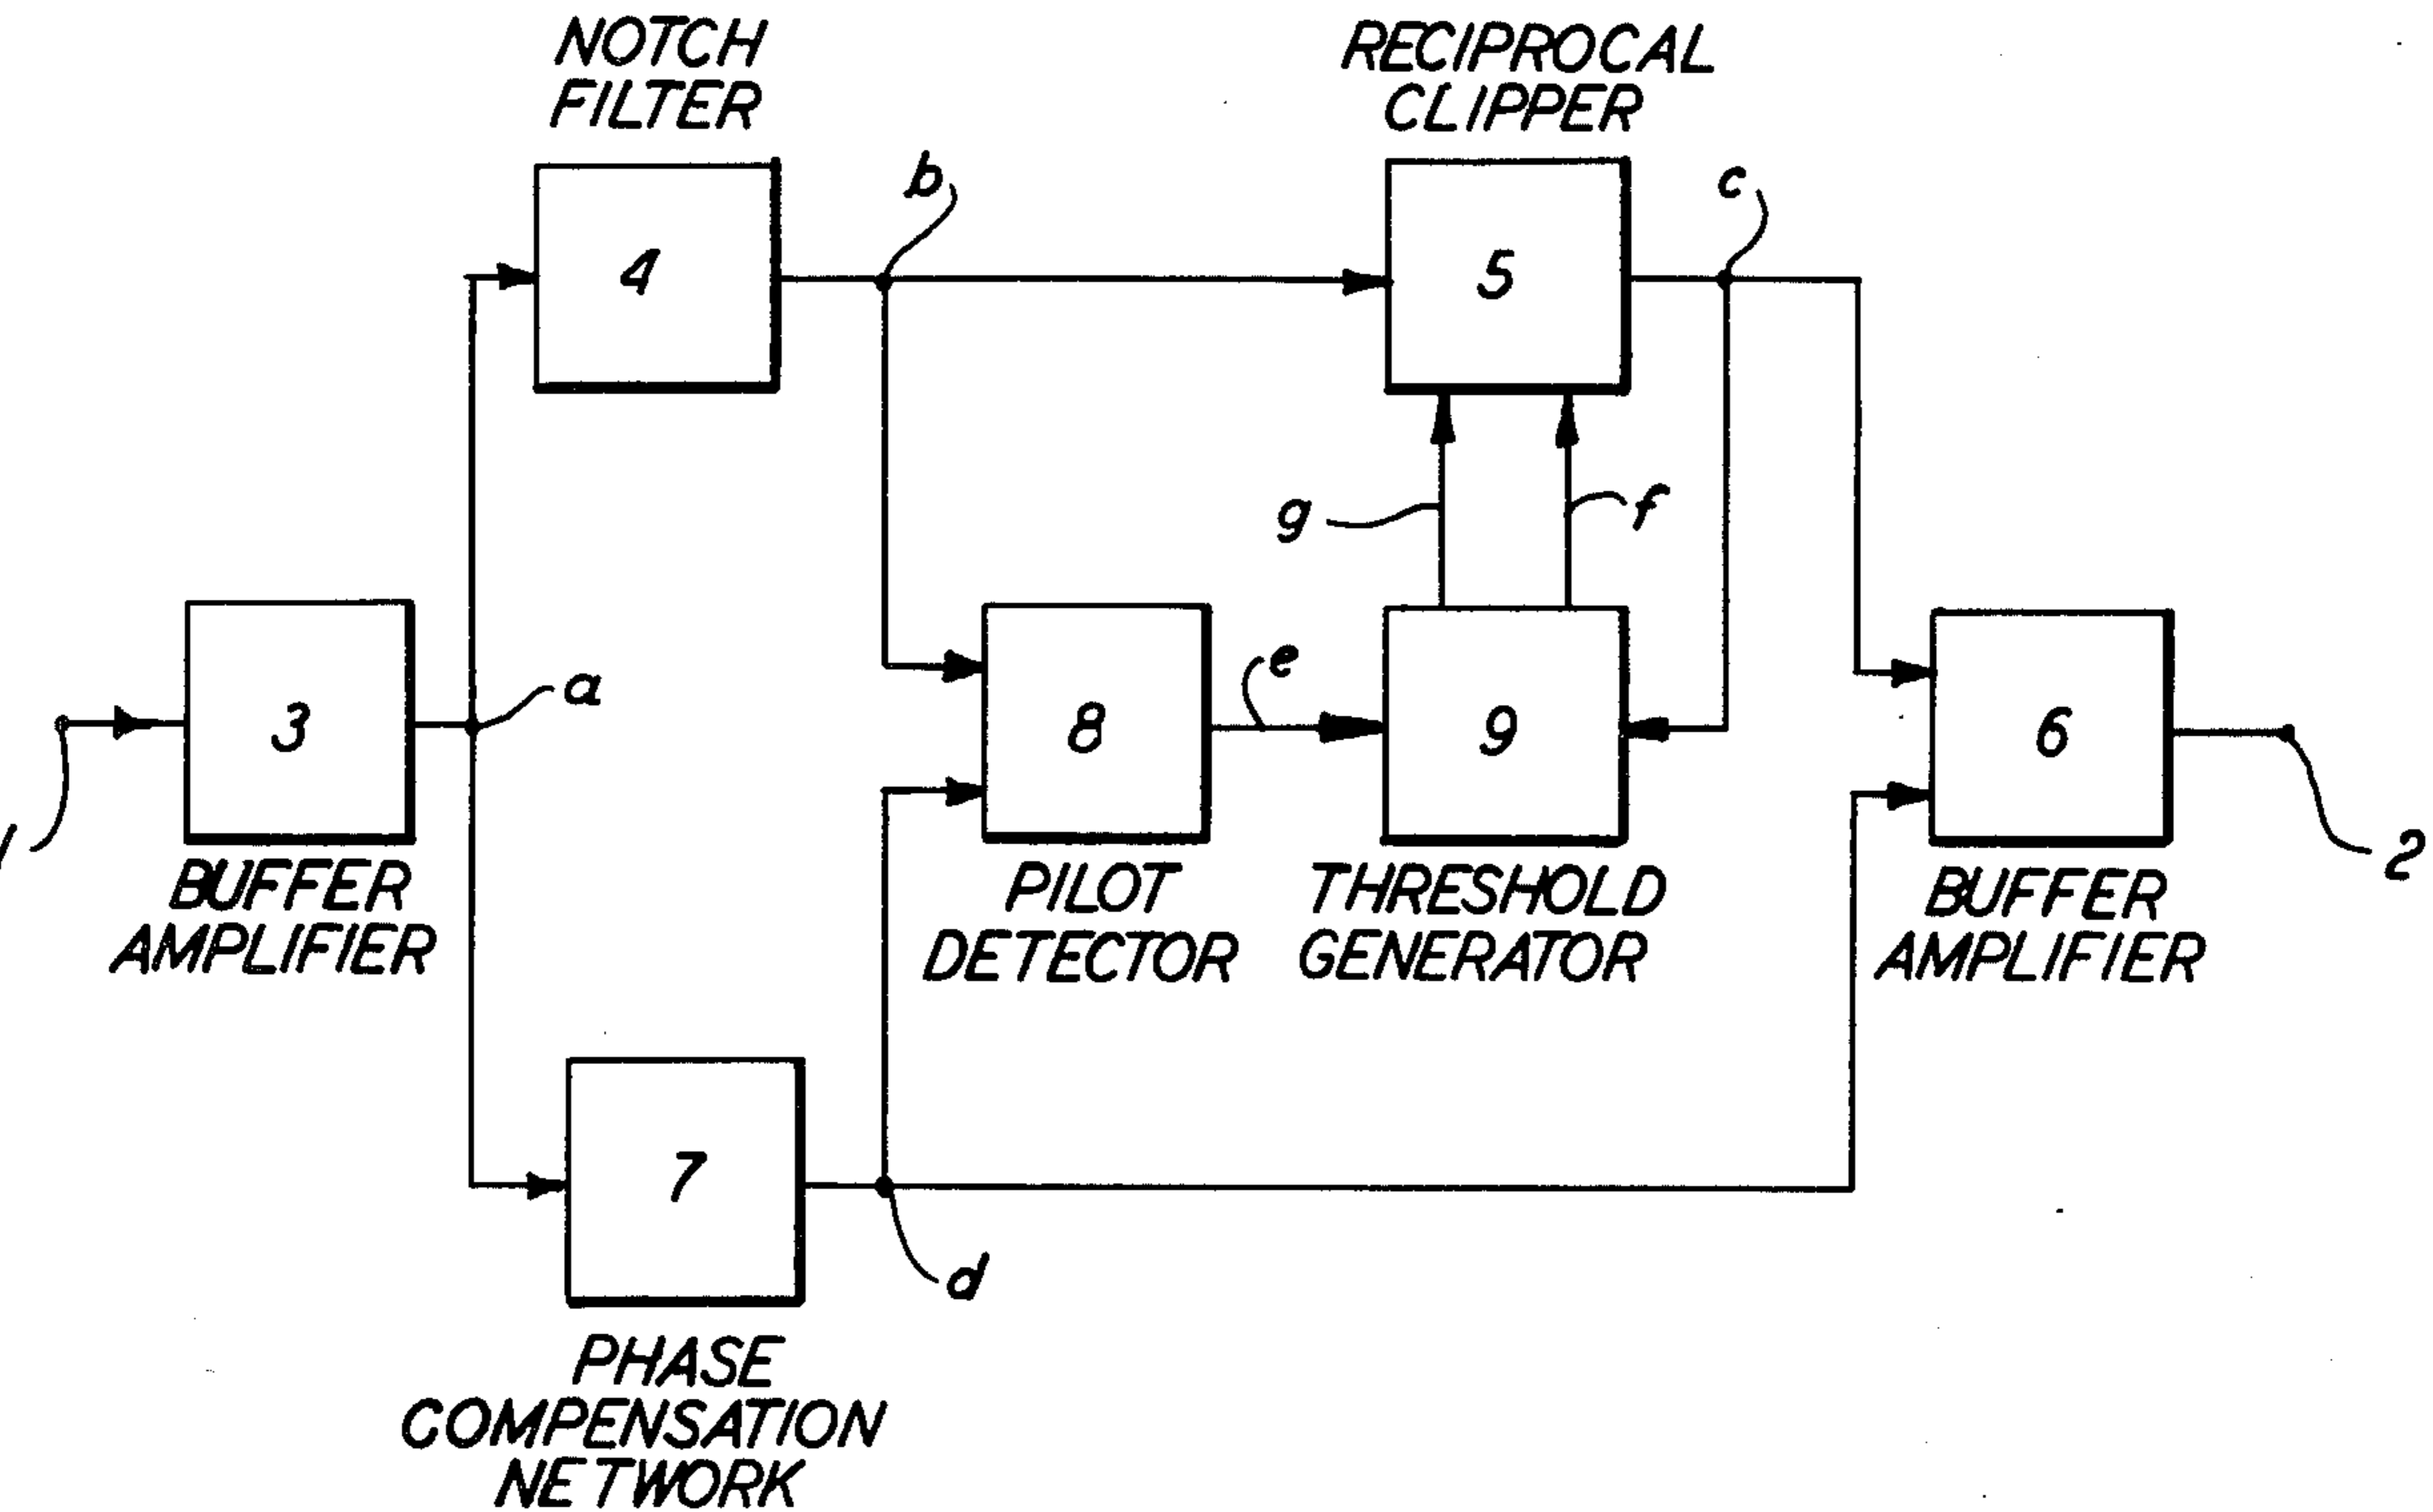 NOTCH
FILTER
RECIPROCAL
CLIPPER
b
c
4
5
g
f
a
e
3
8
9
6
1
2
BUFFER
AMPLIFIER
PILOT
DETECTOR
THRESHOLD
GENERATOR
BUFFER
AMPLIFIER
7
d
PHASE
COMPENSATION
NETWORK